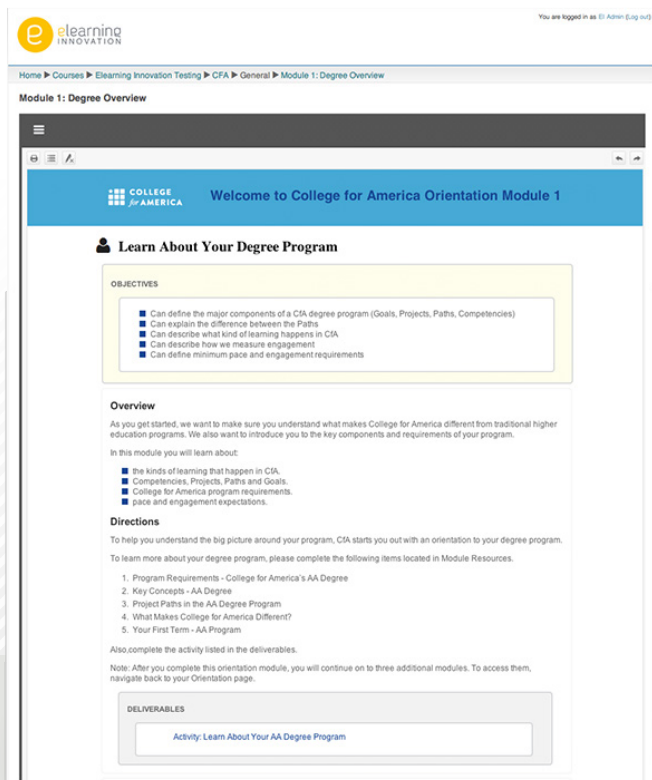 You are logged in as El Admin (Log out)
elearning
INNOVATION
Home ▶ Courses ▶ Elearning Innovation Testing ▶ CFA ▶ General ▶ Module 1: Degree Overview
Module 1: Degree Overview
COLLEGE
for AMERICA
Welcome to College for America Orientation Module 1
Learn About Your Degree Program
OBJECTIVES
Can define the major components of a CfA degree program (Goals, Projects, Paths, Competencies)
Can explain the difference between the Paths
Can describe what kind of learning happens in CfA
Can describe how we measure engagement
Can define minimum pace and engagement requirements
Overview
As you get started, we want to make sure you understand what makes College for America different from traditional higher
education programs. We also want to introduce you to the key components and requirements of your program.
In this module you will learn about:
the kinds of learning that happen in CfA.
Competencies, Projects, Paths and Goals.
College for America program requirements.
pace and engagement expectations.
Directions
To help you understand the big picture around your program, CfA starts you out with an orientation to your degree program.
To learn more about your degree program, please complete the following items located in Module Resources.
1. Program Requirements - College for America's AA Degree
2. Key Concepts - AA Degree
3. Project Paths in the AA Degree Program
4. What Makes College for America Different?
5. Your First Term - AA Program
Also,complete the activity listed in the deliverables.
Note: After you complete this orientation module, you will continue on to three additional modules. To access them,
navigate back to your Orientation page.
DELIVERABLES
Activity: Learn About Your AA Degree Program